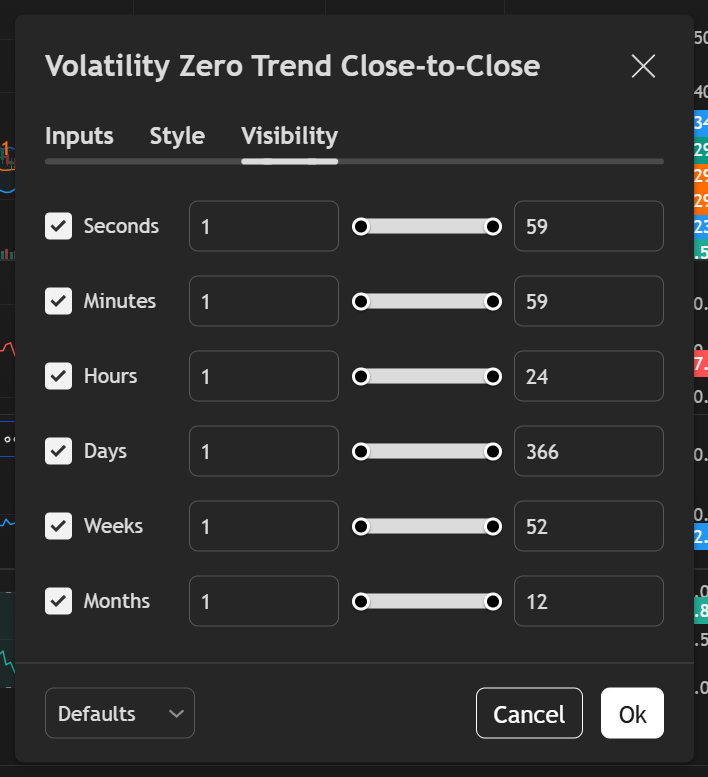 Volatility Zero Trend Close-to-Close
Inputs Style Visibility
Seconds 1 59
Minutes 1 59
Hours 1 24
Days 1 366
Weeks 1 52
Months 1 12
Defaults Cancel Ok